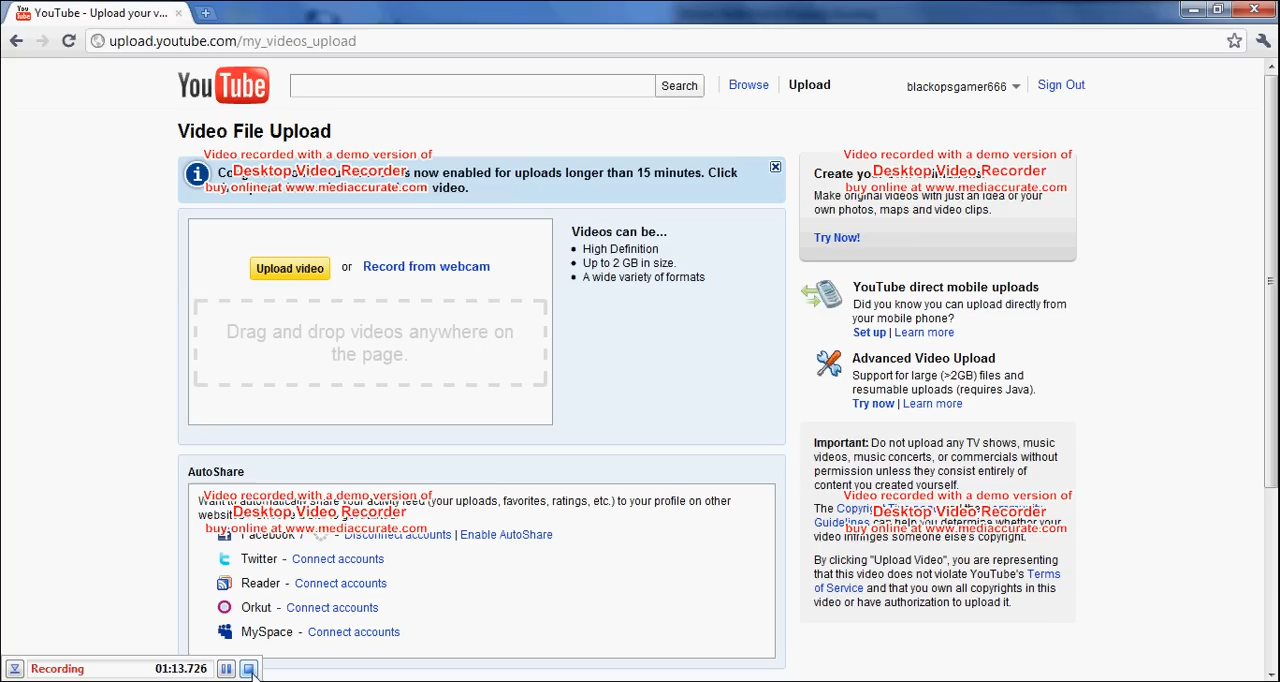 YouTube - Upload your v...
upload.youtube.com/my_videos_upload
YouTube
Search
Browse
Upload
blackopsgamer666
Sign Out
Video File Upload
Video recorded with a demo version of
Desktop Video Recorder
buy online at www.mediaccurate.com
now enabled for uploads longer than 15 minutes. Click
video.
Upload video or Record from webcam
Drag and drop videos anywhere on
the page.
Videos can be...
High Definition
Up to 2 GB in size.
A wide variety of formats
AutoShare
Video recorded with a demo version of
(your uploads, favorites, ratings, etc.) to your profile on other
Desktop Video Recorder
buy online at www.mediaccurate.com
Facebook / - Disconnect accounts | Enable AutoShare
Twitter - Connect accounts
Reader - Connect accounts
Orkut - Connect accounts
MySpace - Connect accounts
Video recorded with a demo version of
Create
Desktop Video Recorder
buy online at www.mediaccurate.com
Make original videos with just an idea or your
own photos, maps and video clips.
Try Now!
YouTube direct mobile uploads
Did you know you can upload directly from
your mobile phone?
Set up | Learn more
Advanced Video Upload
Support for large (>2GB) files and
resumable uploads (requires Java).
Try now | Learn more
Important: Do not upload any TV shows, music
videos, music concerts, or commercials without
permission unless they consist entirely of
content you created yourself.
Video recorded with a demo version of
The
Desktop Video Recorder
Guidelines can help you determine whether your
buy online at www.mediaccurate.com
video infringes someone else's copyright.
By clicking "Upload Video", you are representing
that this video does not violate YouTube's Terms
of Service and that you own all copyrights in this
video or have authorization to upload it.
Recording
01:13.726